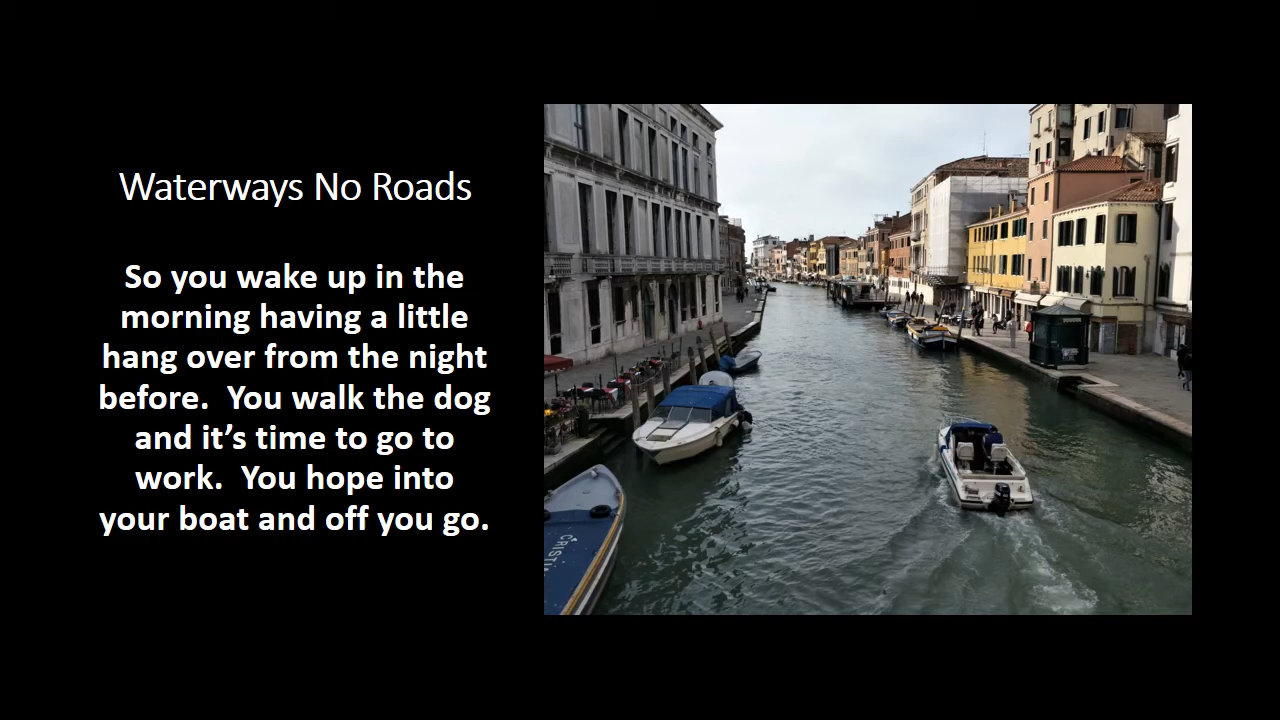 Waterways No Roads
So you wake up in the
morning having a little
hang over from the night
before.  You walk the dog
and it’s time to go to
work.  You hope into
your boat and off you go.
CRISTI